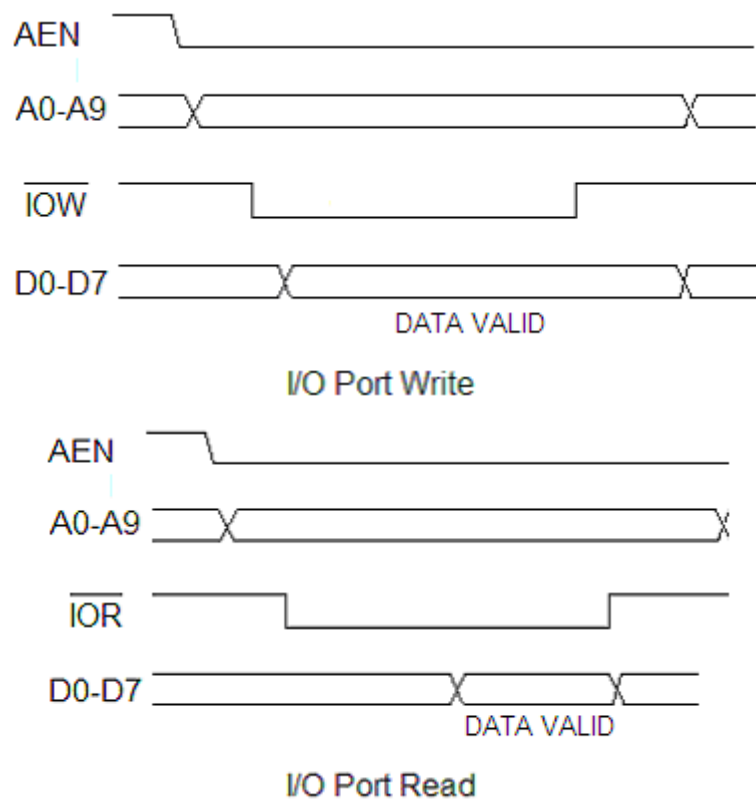 AEN
A0-A9
IOW
D0-D7
DATA VALID
I/O Port Write
AEN
A0-A9
IOR
D0-D7
DATA VALID
I/O Port Read